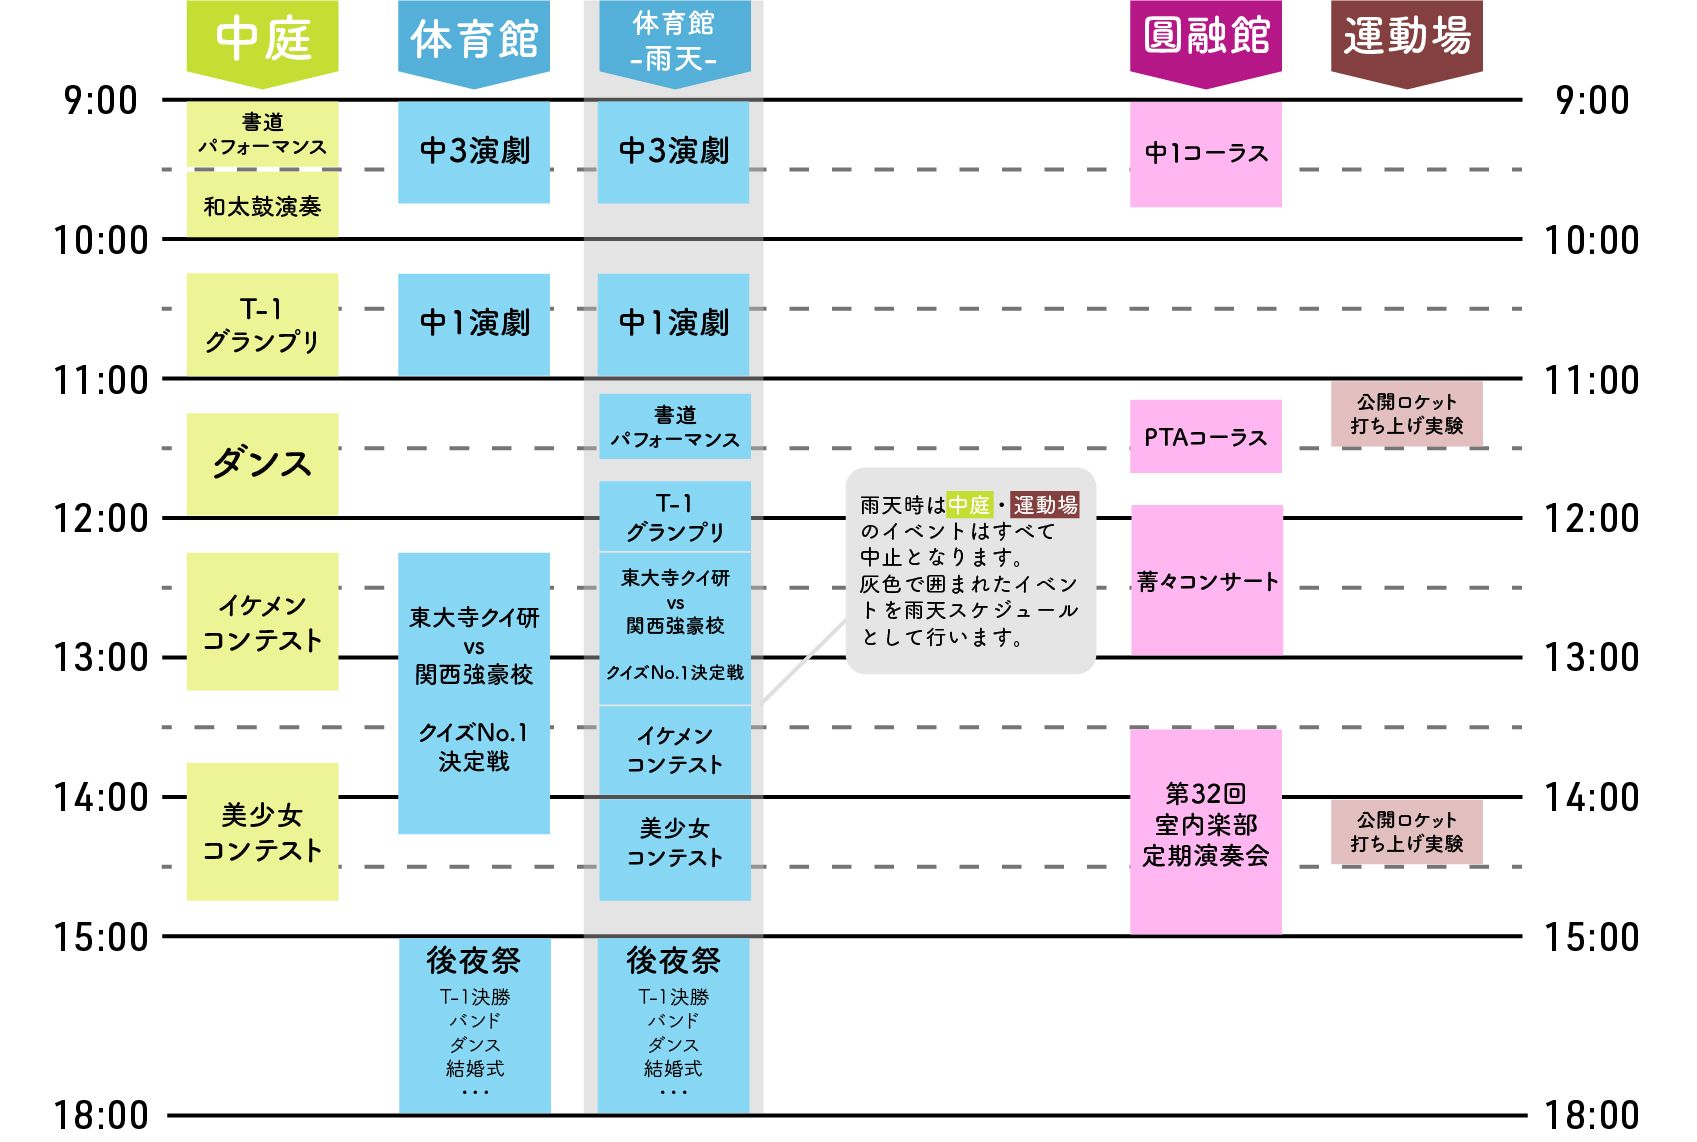 中庭
体育館
体育館
-雨天-
圓融館
運動場
9:00
10:00
11:00
12:00
13:00
14:00
15:00
18:00
書道
パフォーマンス
和太鼓演奏
T-1
グランプリ
ダンス
イケメン
コンテスト
美少女
コンテスト
中3演劇
中1演劇
東大寺クイ研
vs
関西強豪校
クイズNo.1
決定戦
後夜祭
T-1決勝
バンド
ダンス
結婚式
・・・
中3演劇
中1演劇
書道
パフォーマンス
T-1
グランプリ
東大寺クイ研
vs
関西強豪校
クイズNo.1決定戦
イケメン
コンテスト
美少女
コンテスト
後夜祭
T-1決勝
バンド
ダンス
結婚式
・・・
雨天時は中庭・運動場
のイベントはすべて
中止となります。
灰色で囲まれたイベン
トを雨天スケジュール
として行います。
中1コーラス
PTAコーラス
菁々コンサート
第32回
室内楽部
定期演奏会
公開ロケット
打ち上げ実験
公開ロケット
打ち上げ実験
9:00
10:00
11:00
12:00
13:00
14:00
15:00
18:00